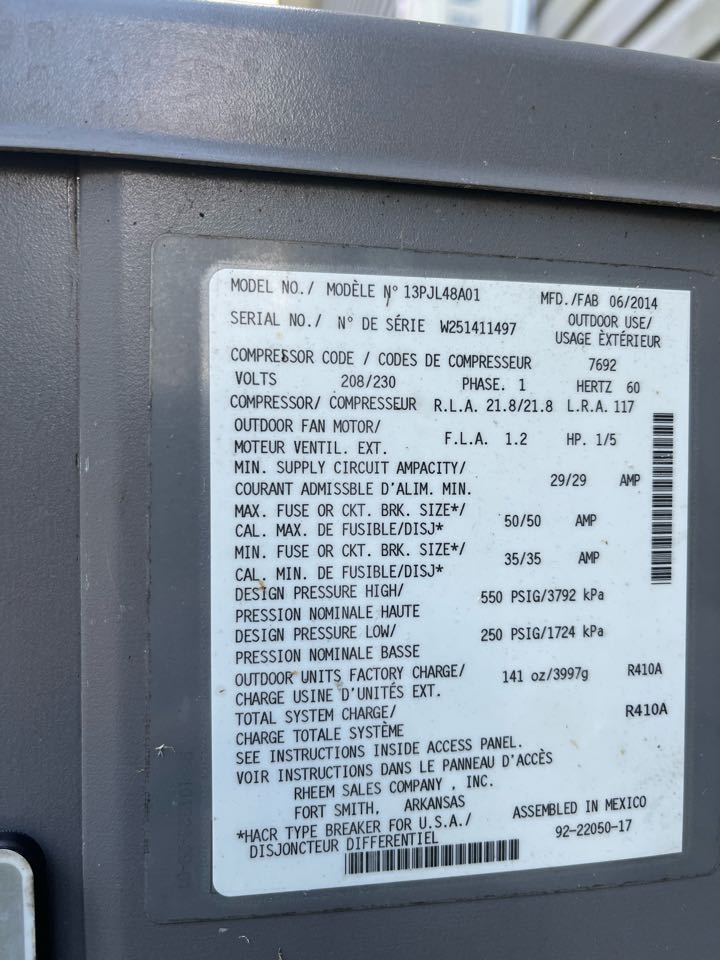 MODEL NO./ MODÈLE N° 13PJL48A01 MFD./FAB 06/2014
SERIAL NO./ N° DE SÉRIE W251411497 OUTDOOR USE/
USAGE ÈXTÉRIEUR
COMPRESSOR CODE / CODES DE COMPRESSEUR 7692
VOLTS 208/230 PHASE. 1 HERTZ 60
COMPRESSOR/ COMPRESSEUR R.L.A. 21.8/21.8 L.R.A. 117
OUTDOOR FAN MOTOR/
MOTEUR VENTIL. EXT. F.L.A. 1.2 HP. 1/5
MIN. SUPPLY CIRCUIT AMPACITY/
COURANT ADMISSBLE D'ALIM. MIN. 29/29 AMP
MAX. FUSE OR CKT. BRK. SIZE*/
CAL. MAX. DE FUSIBLE/DISJ* 50/50 AMP
MIN. FUSE OR CKT. BRK. SIZE*/
CAL. MIN. DE FUSIBLE/DISJ* 35/35 AMP
DESIGN PRESSURE HIGH/ 550 PSIG/3792 kPa
PRESSION NOMINALE HAUTE
DESIGN PRESSURE LOW/ 250 PSIG/1724 kPa
PRESSION NOMINALE BASSE
OUTDOOR UNITS FACTORY CHARGE/ 141 oz/3997g R410A
CHARGE USINE D'UNITÉS EXT.
TOTAL SYSTEM CHARGE/ R410A
CHARGE TOTALE SYSTÈME
SEE INSTRUCTIONS INSIDE ACCESS PANEL.
VOIR INSTRUCTIONS DANS LE PANNEAU D'ACCÈS
RHEEM SALES COMPANY , INC.
FORT SMITH, ARKANSAS ASSEMBLED IN MEXICO
*HACR TYPE BREAKER FOR U.S.A./ 92-22050-17
DISJONCTEUR DIFFERENTIEL